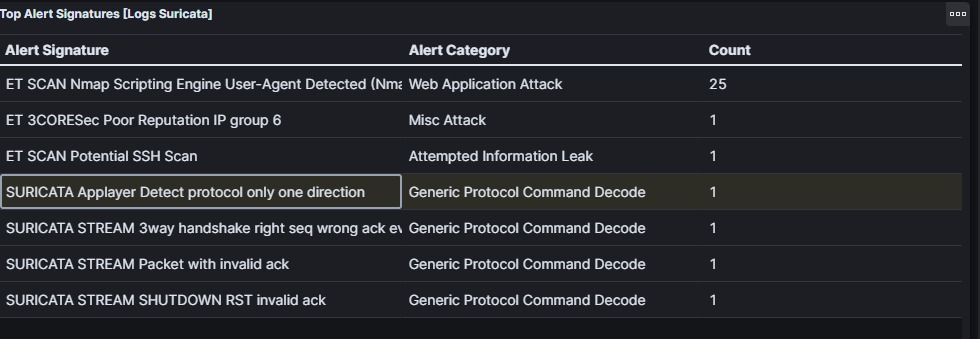 Top Alert Signatures [Logs Suricata]
Alert Signature Alert Category Count
ET SCAN Nmap Scripting Engine User-Agent Detected (Nma Web Application Attack 25
ET 3CORESec Poor Reputation IP group 6 Misc Attack 1
ET SCAN Potential SSH Scan Attempted Information Leak 1
SURICATA Applayer Detect protocol only one direction Generic Protocol Command Decode 1
SURICATA STREAM 3way handshake right seq wrong ack ev Generic Protocol Command Decode 1
SURICATA STREAM Packet with invalid ack Generic Protocol Command Decode 1
SURICATA STREAM SHUTDOWN RST invalid ack Generic Protocol Command Decode 1